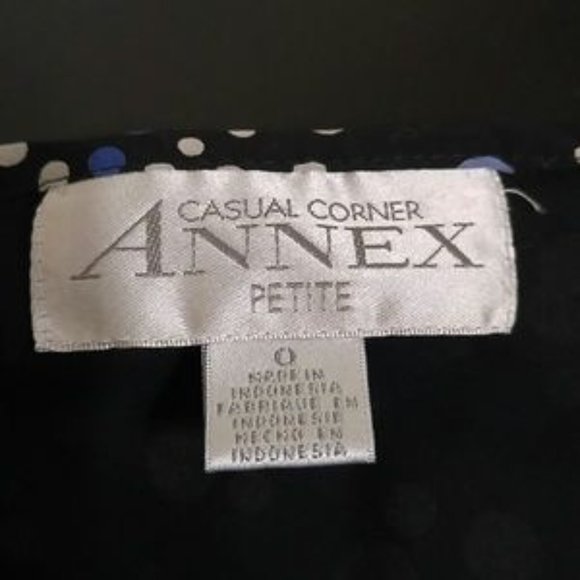 CASUAL CORNER
ANNEX
PETITE
0
MADE IN
INDONESIA
FABRIQUE EN
INDONESIE
HECHO EN
INDONESIA